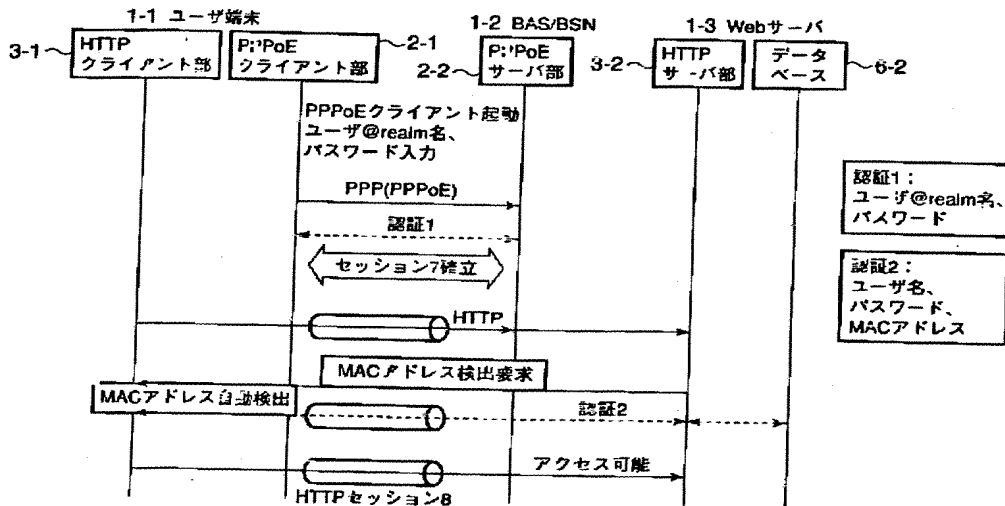 1-1 ユーザ端末
1-2 BAS/BSN
1-3 Webサーバ
3-1
HTTP
クライアント部
PPPoE
クライアント部
2-1
2-2
PPPoE
サーバ部
3-2
HTTP
サーバ部
データ
ベース
6-2
PPPoEクライアント起動
ユーザ@realm名、
パスワード入力
PPP(PPPoE)
認証1
セッション7確立
HTTP
MACアドレス検出要求
MACアドレス自動検出
認証2
アクセス可能
HTTPセッション8
認証1：
ユーザ@realm名、
パスワード
認証2：
ユーザ名、
パスワード、
MACアドレス